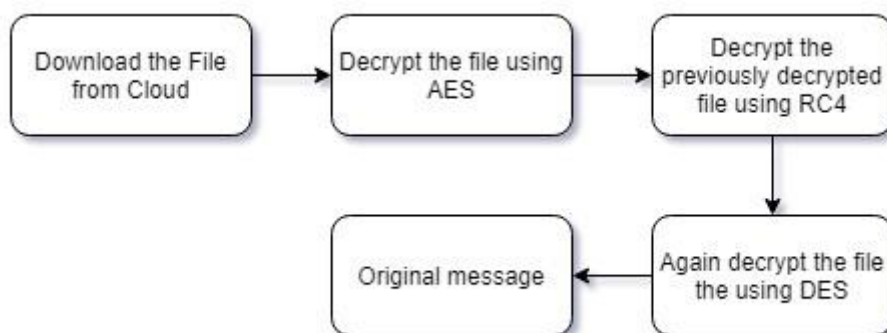 Download the File
from Cloud
Decrypt the file using
AES
Decrypt the
previously decrypted
file using RC4
Again decrypt the file
the using DES
Original message